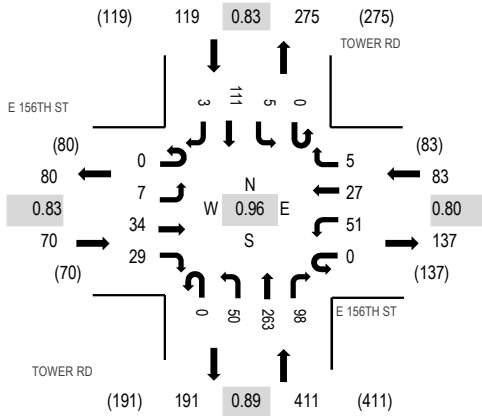 (119) 119 0.83 275 (275)
TOWER RD
E 156TH ST
3 111 5 0
(80) (83)
0 5
80 83
7 N 27
0.83 W 0.96 E 0.80
34 51
70 S 137
29 0
(70) (137)
0 50 263 98
E 156TH ST
TOWER RD
(191) 191 0.89 411 (411)